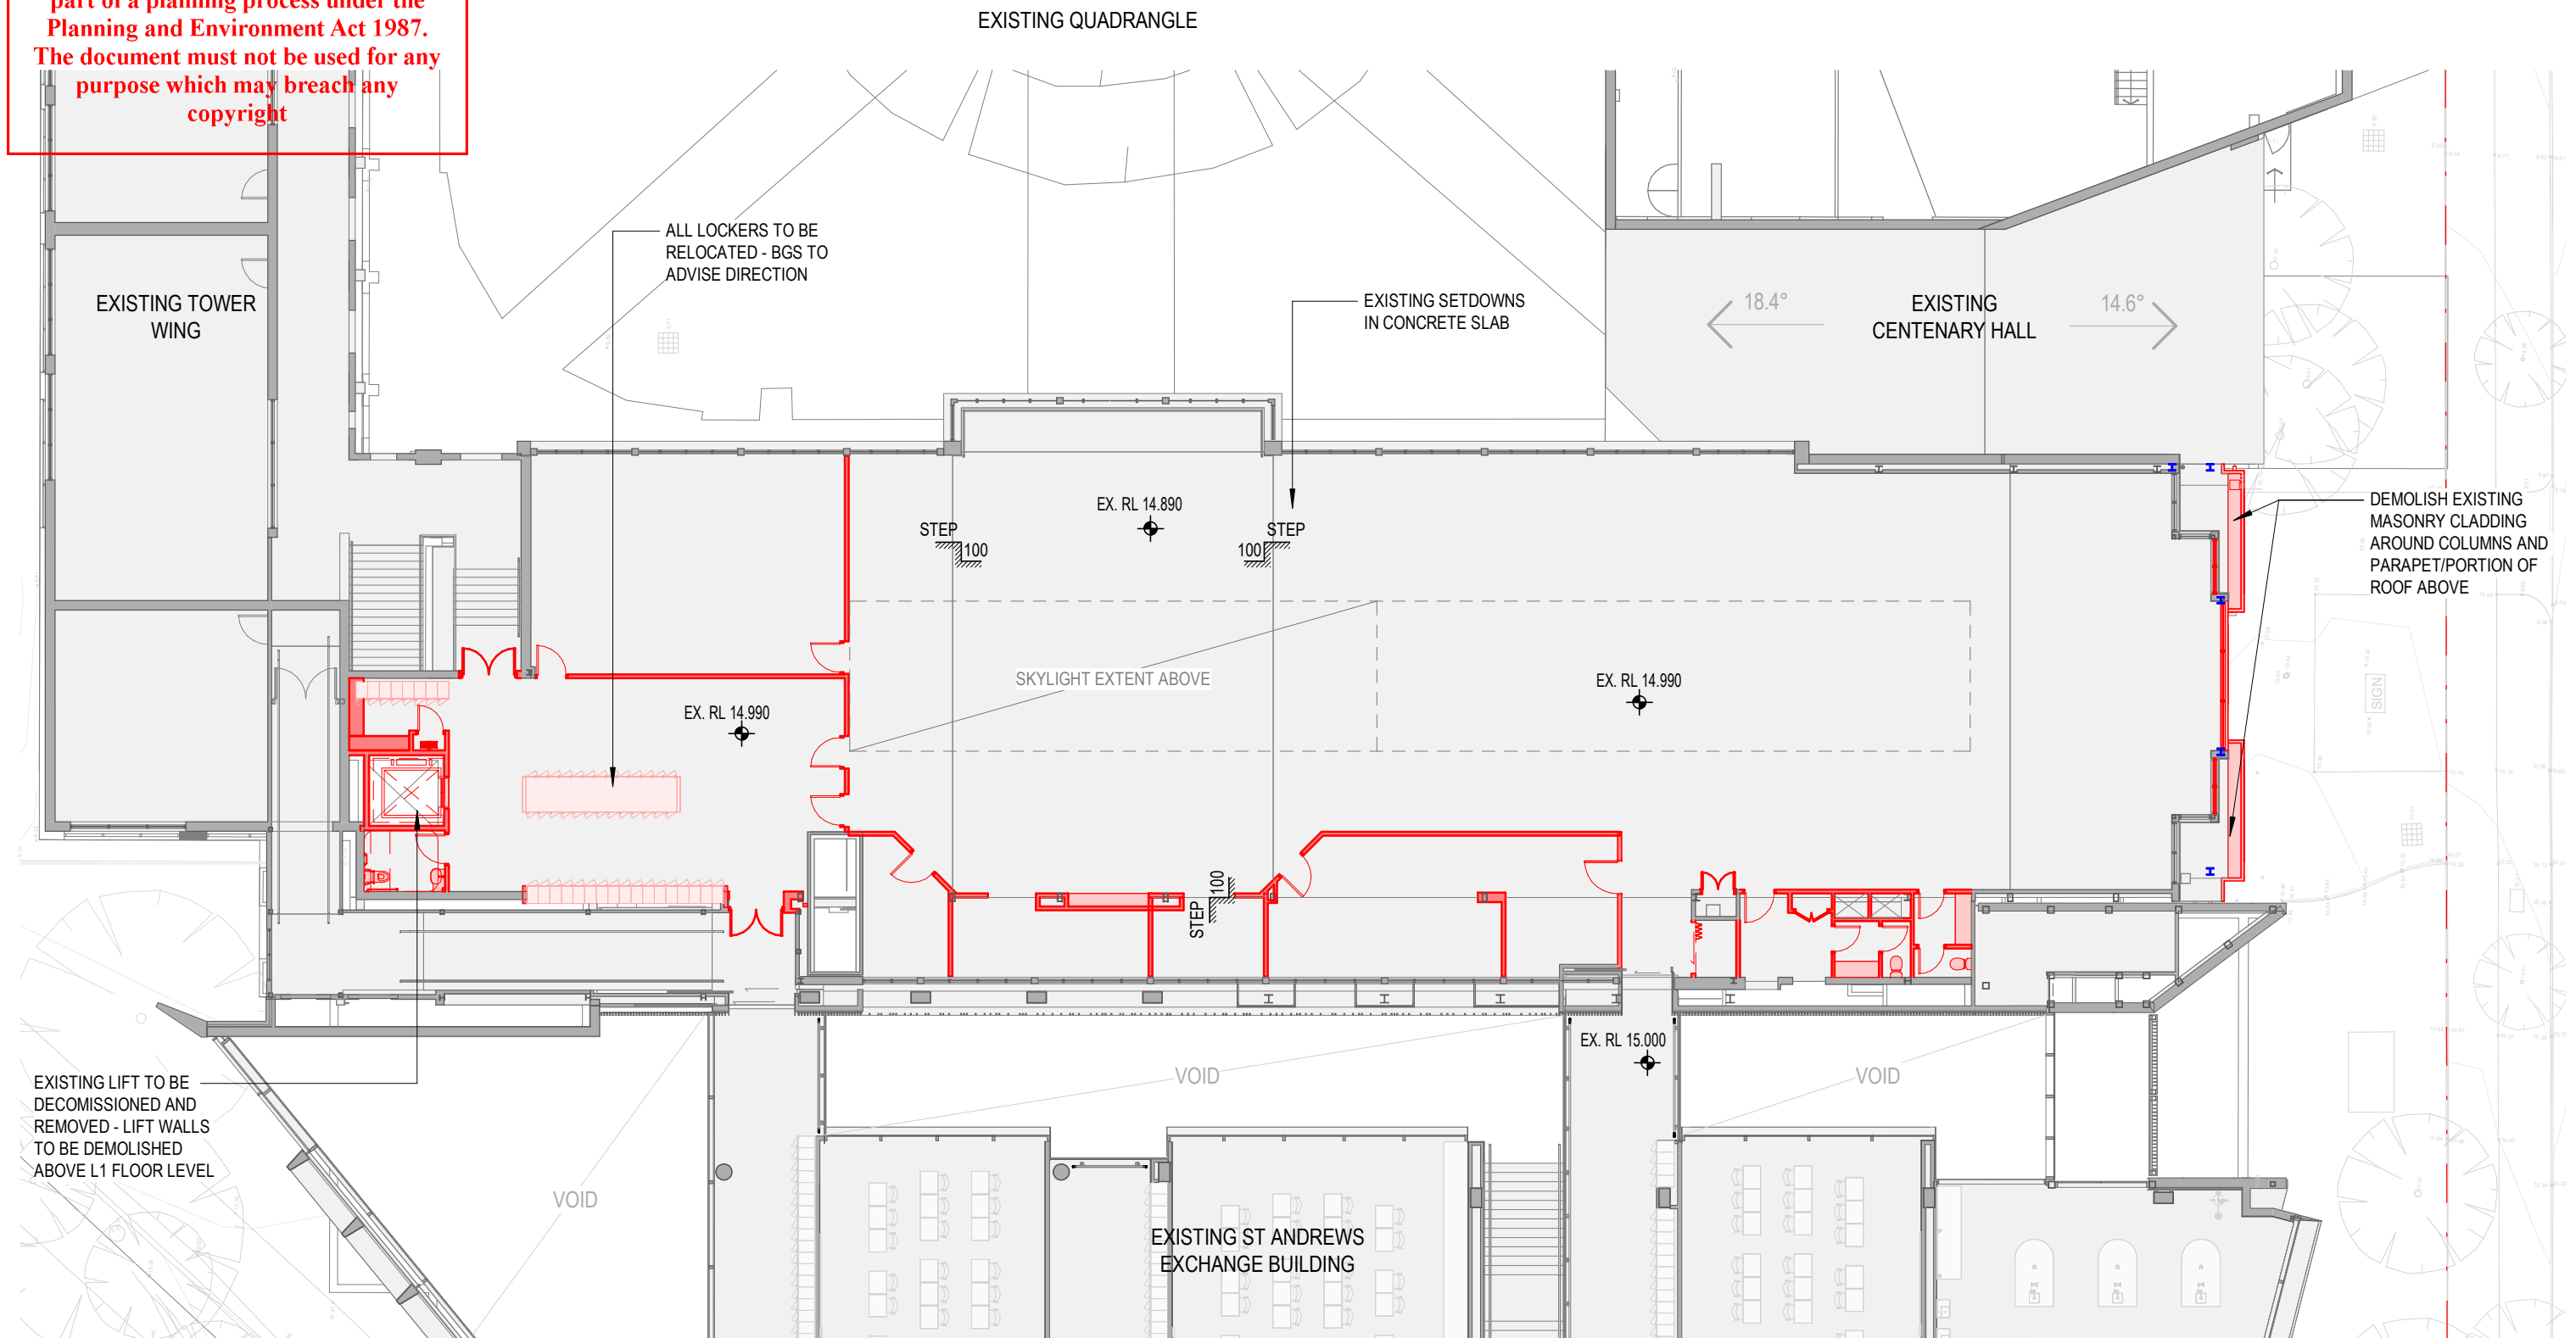 part of a planning process under the
Planning and Environment Act 1987.
The document must not be used for any
purpose which may breach any
copyright
EXISTING QUADRANGLE
ALL LOCKERS TO BE
RELOCATED - BGS TO
ADVISE DIRECTION
EXISTING TOWER
WING
EXISTING SETDOWNS
IN CONCRETE SLAB
18.4°
EXISTING
CENTENARY HALL
14.6°
EX. RL 14.890
STEP
100
STEP
100
DEMOLISH EXISTING
MASONRY CLADDING
AROUND COLUMNS AND
PARAPET/PORTION OF
ROOF ABOVE
SKYLIGHT EXTENT ABOVE
EX. RL 14.990
EX. RL 14.990
SIGN
STEP
100
EX. RL 15.000
VOID
VOID
EXISTING LIFT TO BE
DECOMISSIONED AND
REMOVED - LIFT WALLS
TO BE DEMOLISHED
ABOVE L1 FLOOR LEVEL
VOID
EXISTING ST ANDREWS
EXCHANGE BUILDING